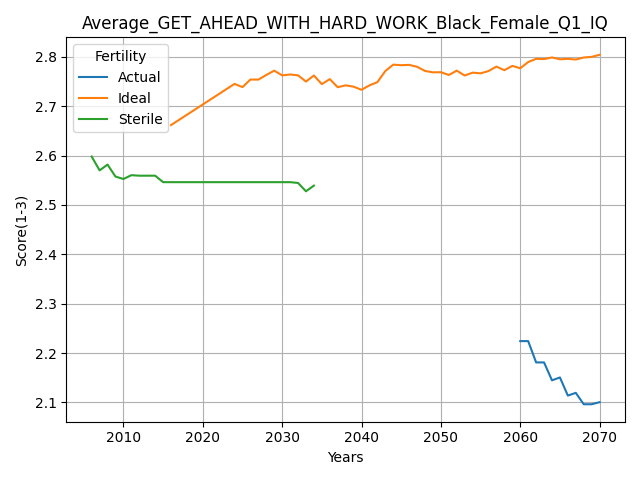 Average_GET_AHEAD_WITH_HARD_WORK_Black_Female_Q1_IQ
Fertility
Actual
Ideal
Sterile
Score(1-3)
2.8
2.7
2.6
2.5
2.4
2.3
2.2
2.1
2010 2020 2030 2040 2050 2060 2070
Years